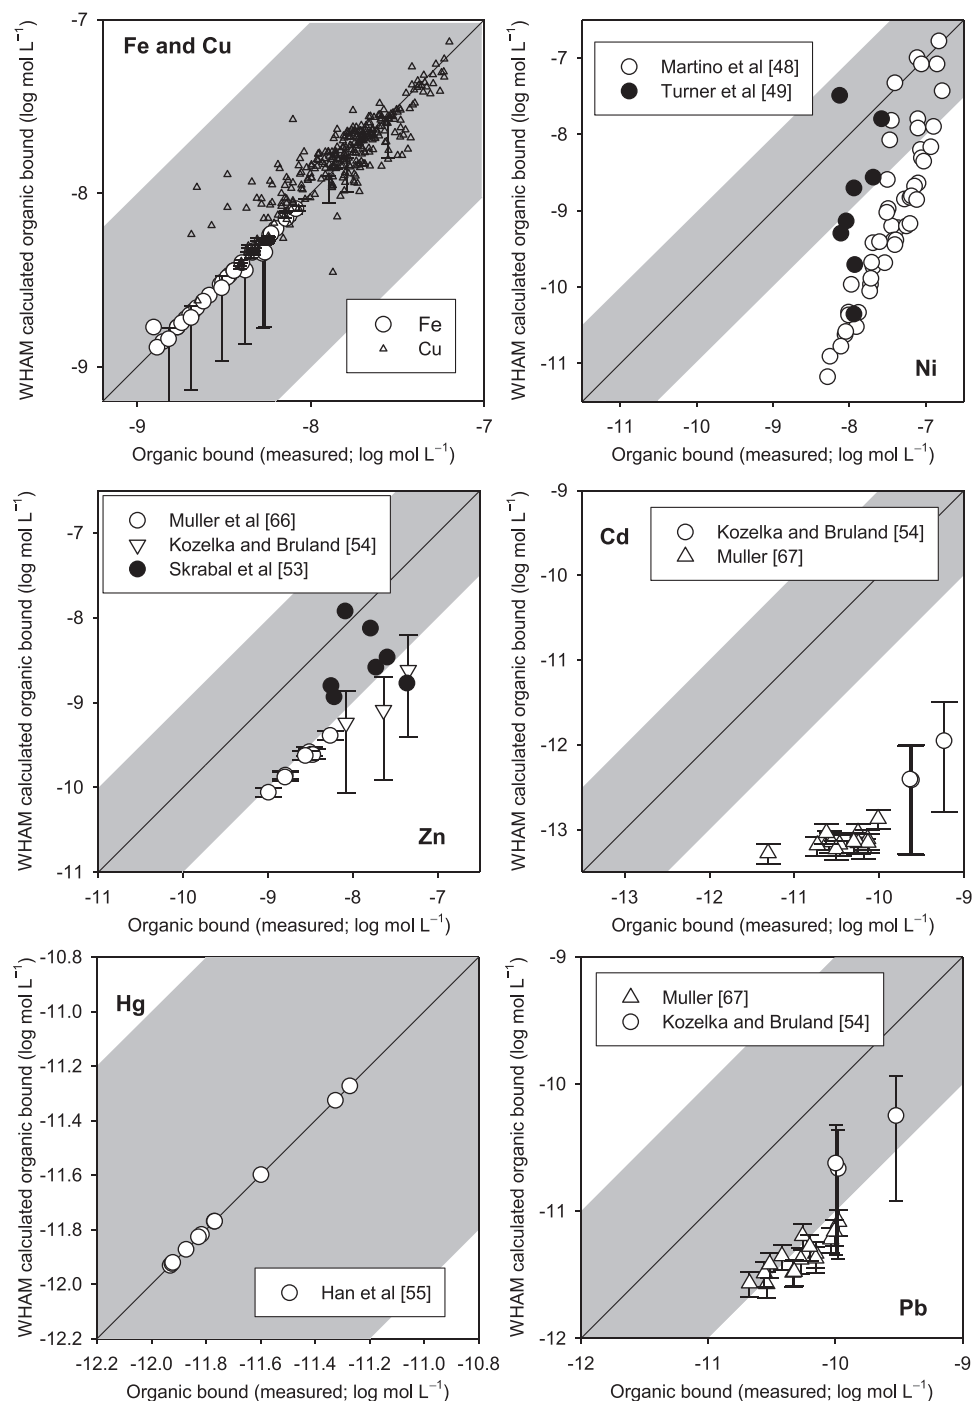 WHAM calculated organic bound (log mol L⁻¹)
Fe and Cu
-7
-8
-9
Fe
Cu
-9 -8 -7
Organic bound (measured; log mol L⁻¹)
WHAM calculated organic bound (log mol L⁻¹)
-7
-8
-9
-10
-11
Martino et al [48]
Turner et al [49]
Ni
-11 -10 -9 -8 -7
Organic bound (measured; log mol L⁻¹)
WHAM calculated organic bound (log mol L⁻¹)
-7
-8
-9
-10
-11
Muller et al [66]
Kozelka and Bruland [54]
Skrabal et al [53]
Zn
-11 -10 -9 -8 -7
Organic bound (measured; log mol L⁻¹)
WHAM calculated organic bound (log mol L⁻¹)
-9
-10
-11
-12
-13
Cd
Kozelka and Bruland [54]
Muller [67]
-13 -12 -11 -10 -9
Organic bound (measured; log mol L⁻¹)
WHAM calculated organic bound (log mol L⁻¹)
-10.8
-11.0
-11.2
-11.4
-11.6
-11.8
-12.0
-12.2
Hg
Han et al [55]
-12.2 -12.0 -11.8 -11.6 -11.4 -11.2 -11.0 -10.8
Organic bound (measured; log mol L⁻¹)
WHAM calculated organic bound (log mol L⁻¹)
-9
-10
-11
-12
Muller [67]
Kozelka and Bruland [54]
Pb
-12 -11 -10 -9
Organic bound (measured; log mol L⁻¹)